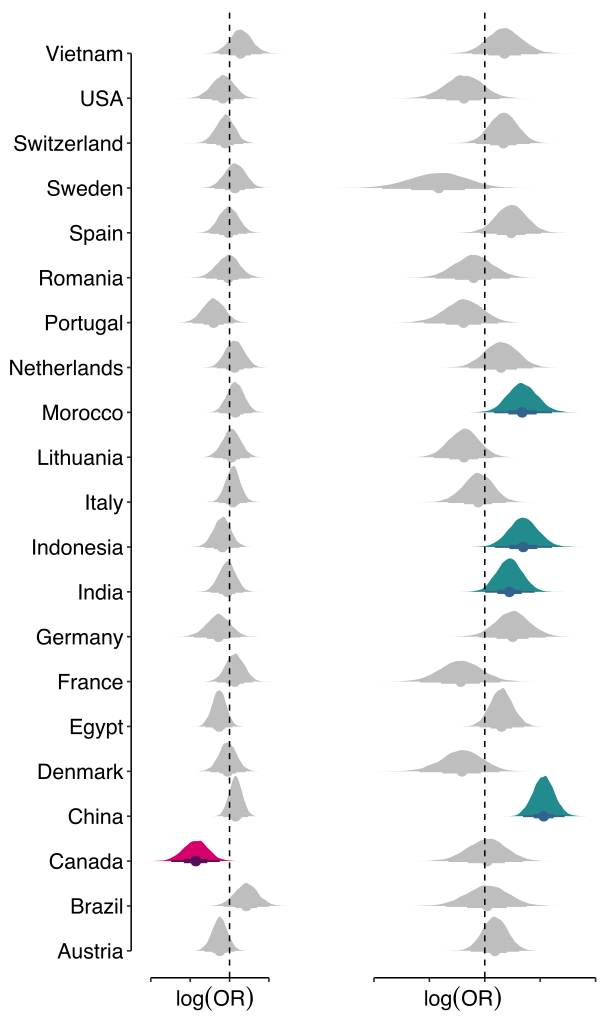 Vietnam
USA
Switzerland
Sweden
Spain
Romania
Portugal
Netherlands
Morocco
Lithuania
Italy
Indonesia
India
Germany
France
Egypt
Denmark
China
Canada
Brazil
Austria
log(OR) log(OR)